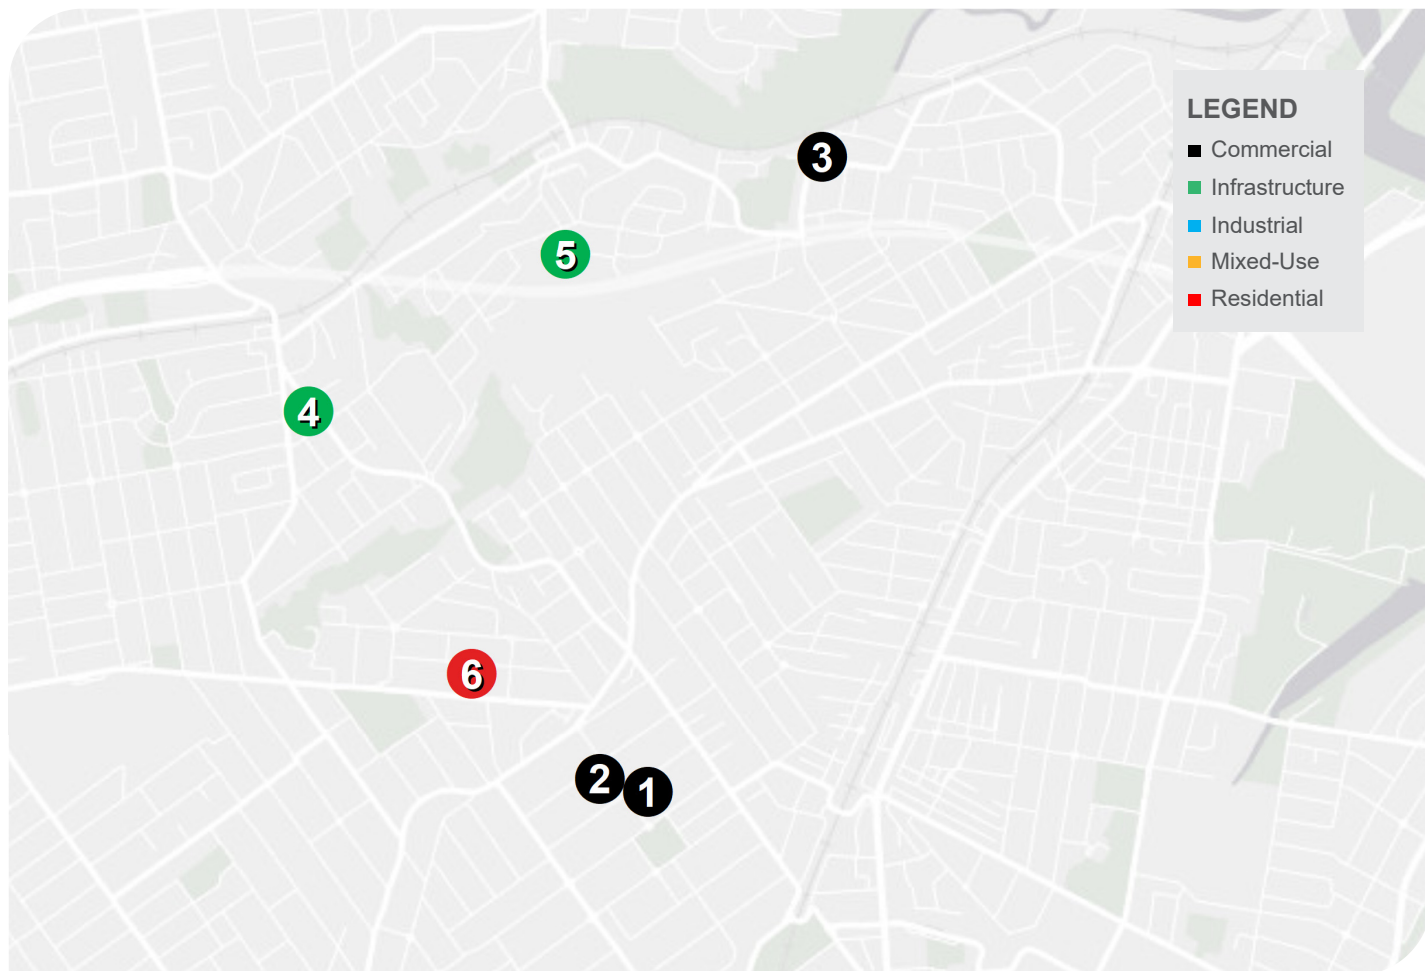 LEGEND
Commercial
Infrastructure
Industrial
Mixed-Use
Residential
3
5
4
6
2
1